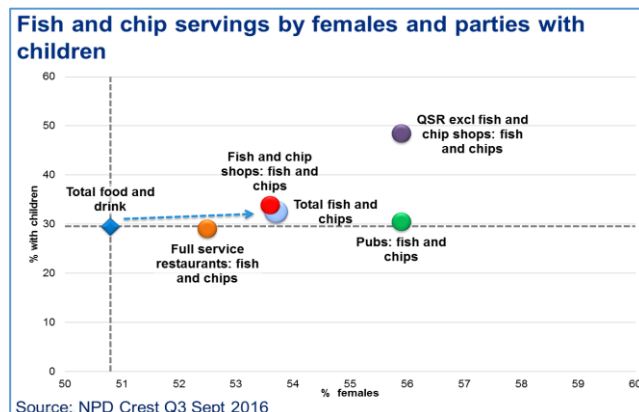 Fish and chip servings by females and parties with
children
60
50
40
30
20
10
0
% with children
QSR excl fish and
chip shops: fish
and chips
Fish and chip
shops: fish and
chips
Total food and
drink
Total fish and
chips
Full service
restaurants: fish
and chips
Pubs: fish and
chips
50 51 52 53 54 55 56 57 58 59 60
% females
Source: NPD Crest Q3 Sept 2016